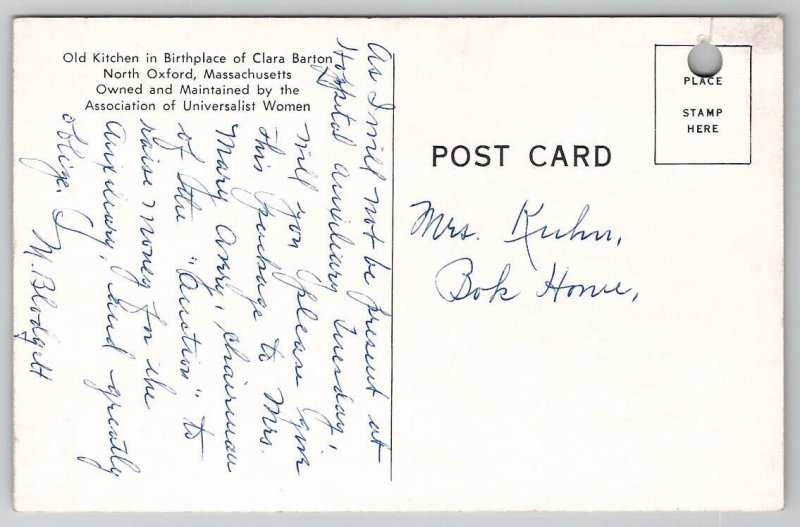 Old Kitchen in Birthplace of Clara Barton
North Oxford, Massachusetts
Owned and Maintained by the
Association of Universalist Women
As I will not be present at
Hospital Auxiliary Tuesday,
will you please give
this package to Mrs.
Mary Avery, Chairman
of the "Auction" to
raise money for the
Auxiliary, and greatly
oblige. J
M. Blodgett
POST CARD
PLACE
STAMP
HERE
Mrs. Kuhn,
Bok Home,